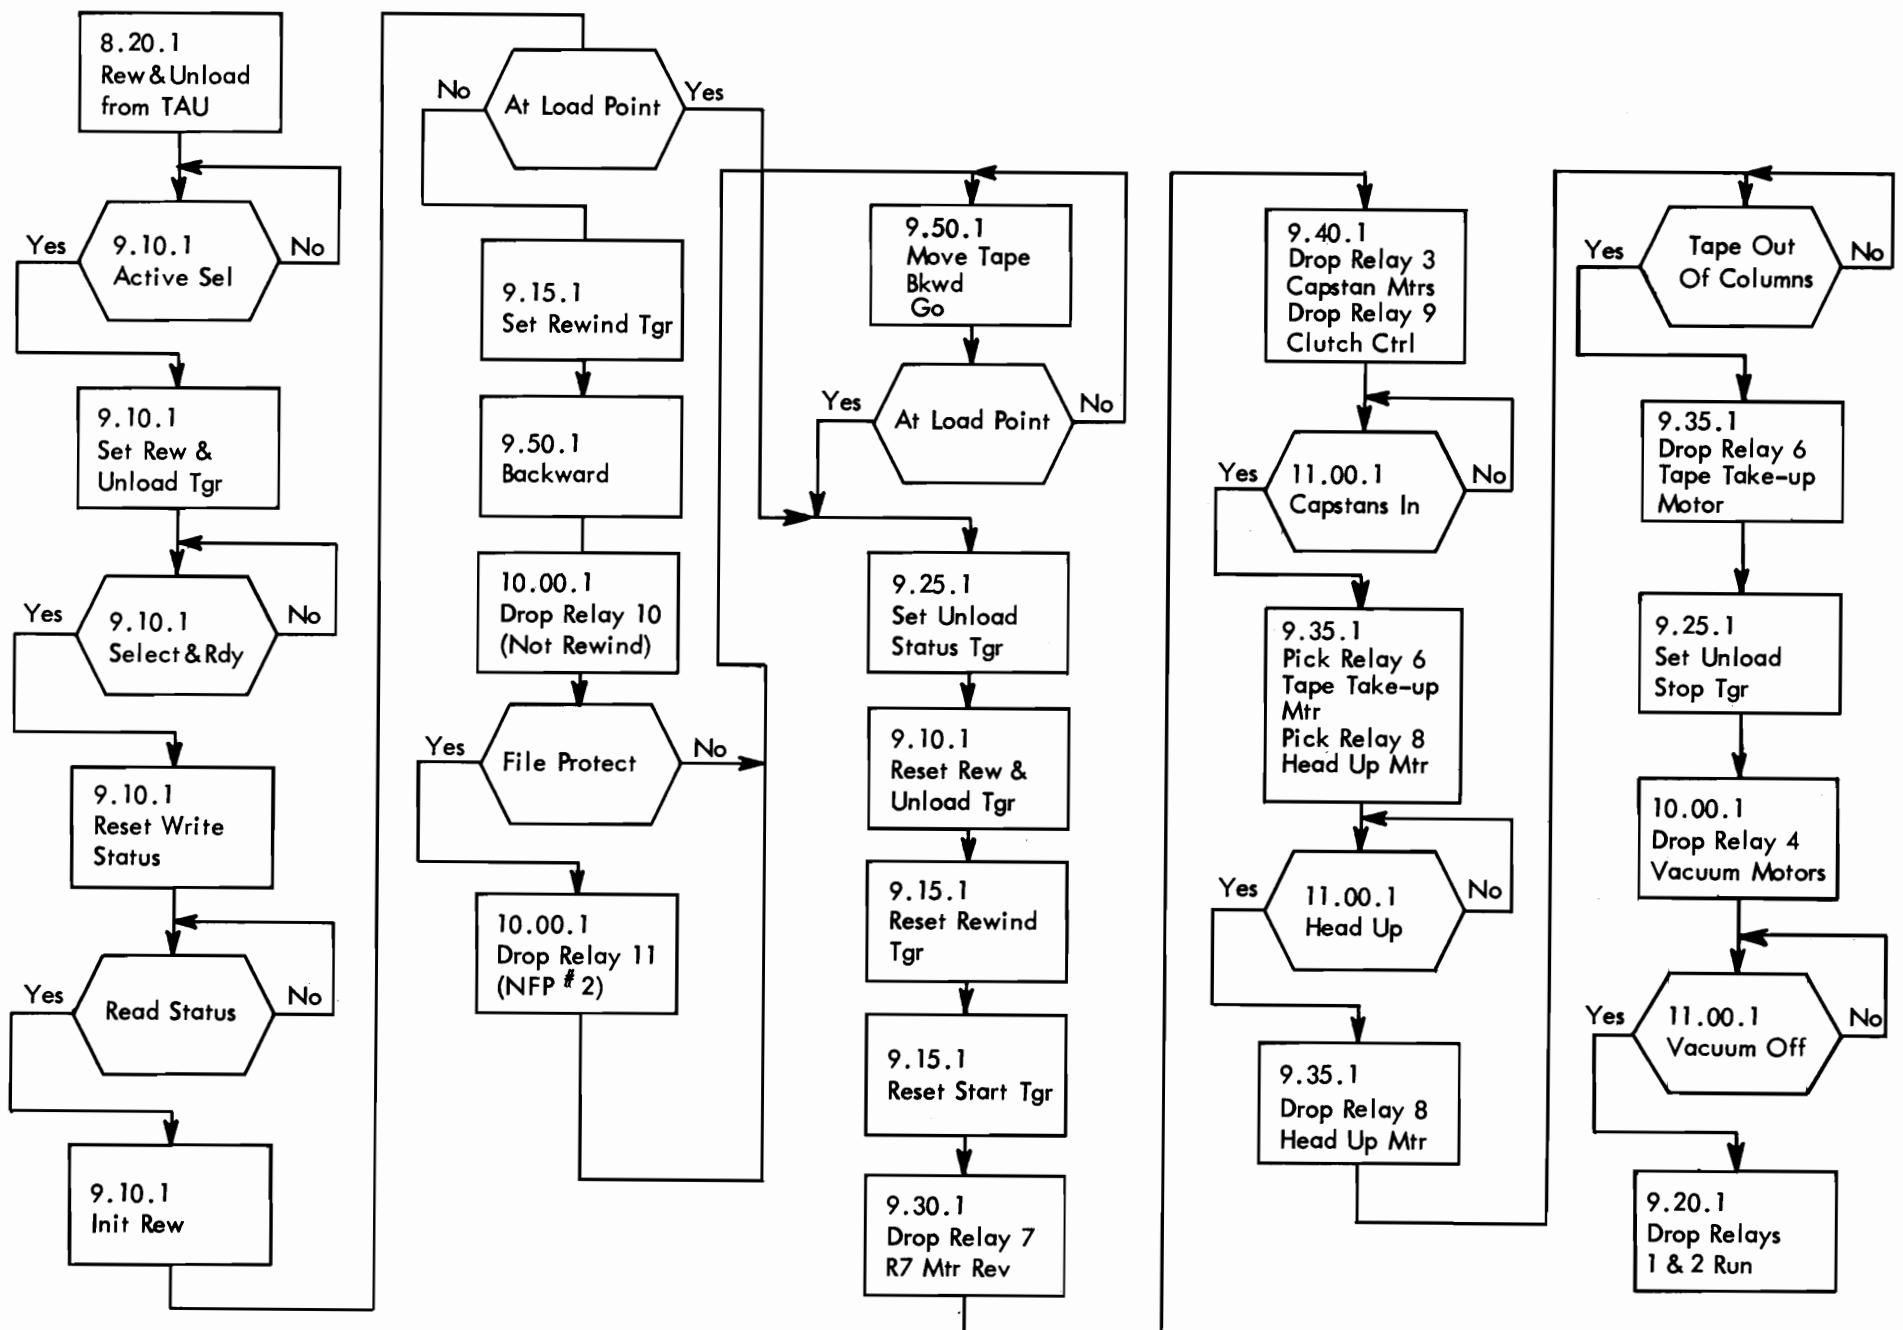 8.20.1
Rew & Unload
from TAU
9.10.1
Active Sel
Yes
No
9.10.1
Set Rew &
Unload Tgr
9.10.1
Select & Rdy
Yes
No
9.10.1
Reset Write
Status
Read Status
Yes
No
9.10.1
Init Rew
At Load Point
No
Yes
9.15.1
Set Rewind Tgr
9.50.1
Backward
10.00.1
Drop Relay 10
(Not Rewind)
File Protect
Yes
No
10.00.1
Drop Relay 11
(NFP #2)
9.50.1
Move Tape
Bkwd
Go
At Load Point
Yes
No
9.25.1
Set Unload
Status Tgr
9.10.1
Reset Rew &
Unload Tgr
9.15.1
Reset Rewind
Tgr
9.15.1
Reset Start Tgr
9.30.1
Drop Relay 7
R7 Mtr Rev
9.40.1
Drop Relay 3
Capstan Mtrs
Drop Relay 9
Clutch Ctrl
11.00.1
Capstans In
Yes
No
9.35.1
Pick Relay 6
Tape Take-up
Mtr
Pick Relay 8
Head Up Mtr
11.00.1
Head Up
Yes
No
9.35.1
Drop Relay 8
Head Up Mtr
Tape Out
Of Columns
Yes
No
9.35.1
Drop Relay 6
Tape Take-up
Motor
9.25.1
Set Unload
Stop Tgr
10.00.1
Drop Relay 4
Vacuum Motors
11.00.1
Vacuum Off
Yes
No
9.20.1
Drop Relays
1 & 2 Run